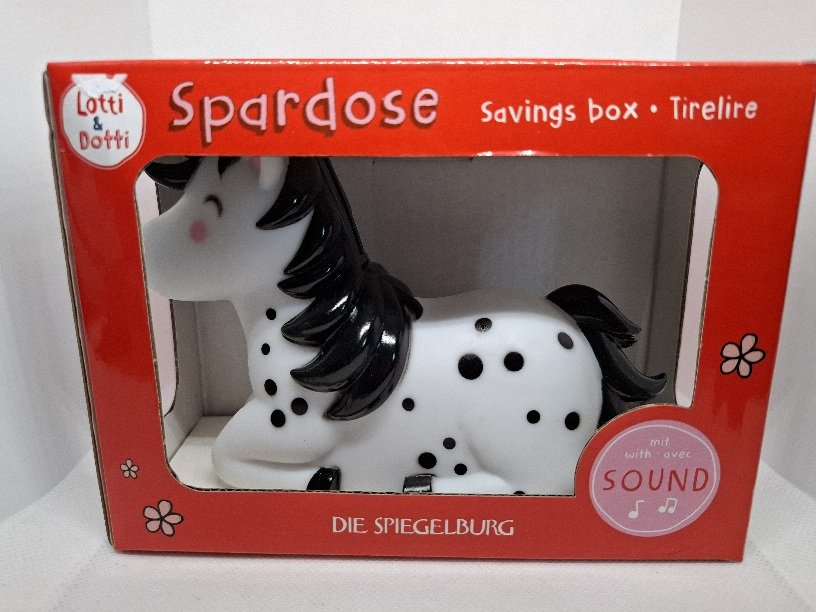 Lotti
&
Dotti
Spardose
Savings box • Tirelire
mit
with • avec
SOUND
DIE SPIEGELBURG